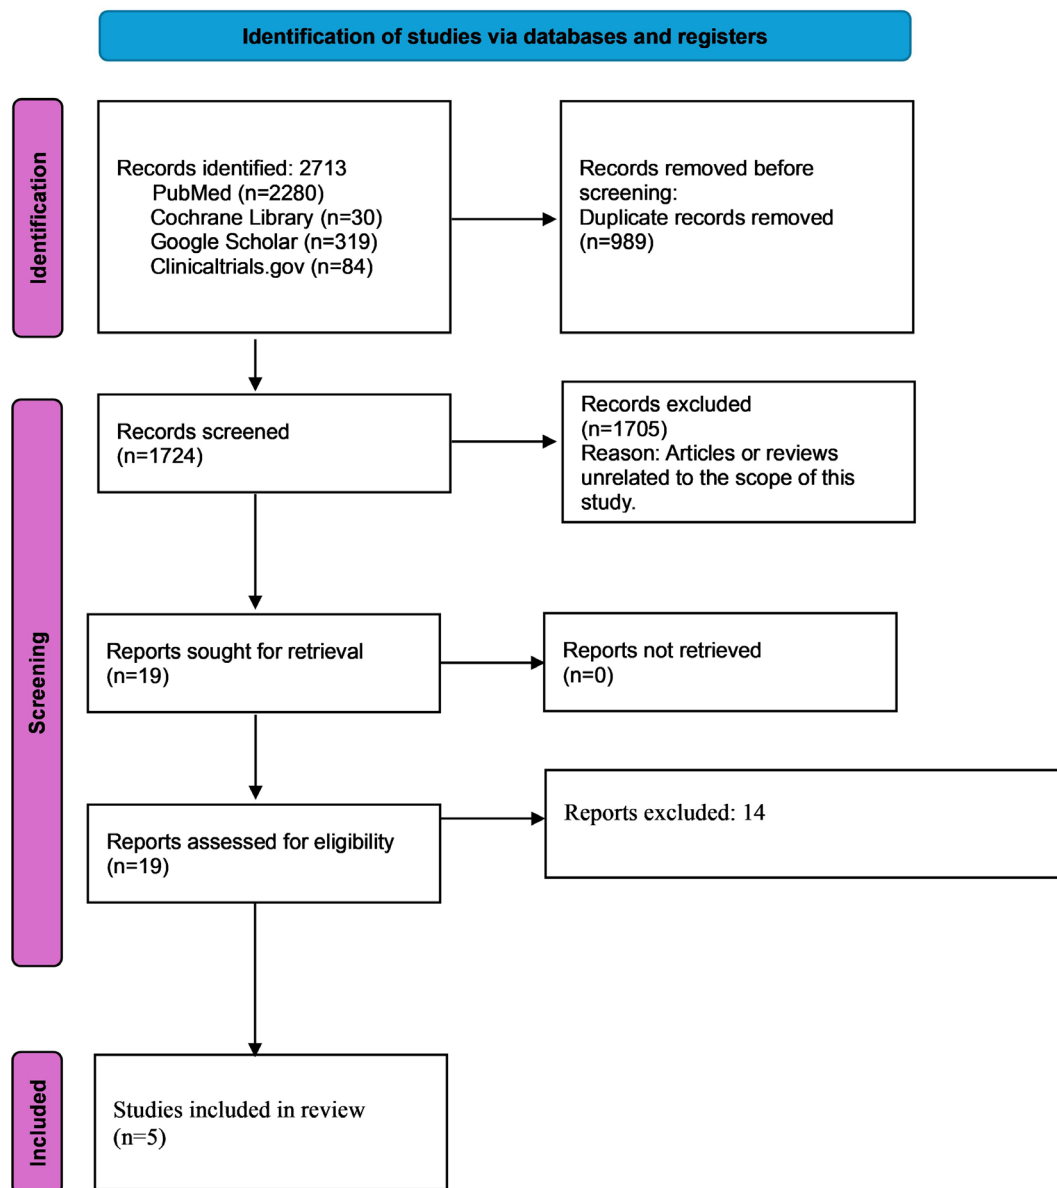 Identification of studies via databases and registers
Identification
Records identified: 2713
PubMed (n=2280)
Cochrane Library (n=30)
Google Scholar (n=319)
Clinicaltrials.gov (n=84)
Records removed before
screening:
Duplicate records removed
(n=989)
Screening
Records screened
(n=1724)
Records excluded
(n=1705)
Reason: Articles or reviews
unrelated to the scope of this
study.
Reports sought for retrieval
(n=19)
Reports not retrieved
(n=0)
Reports assessed for eligibility
(n=19)
Reports excluded: 14
Included
Studies included in review
(n=5)